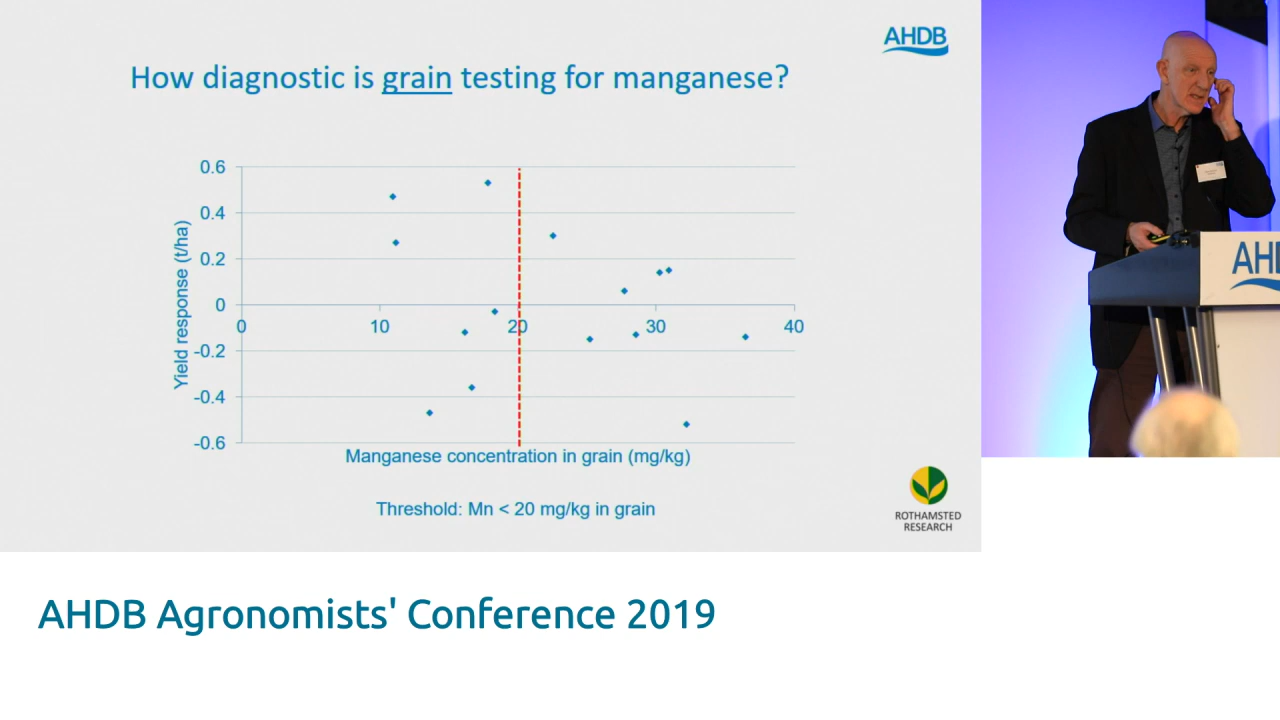 AHDB
How diagnostic is grain testing for manganese?
0.6
0.4
0.2
0
-0.2
-0.4
-0.6
0 10 20 30 40
Yield response (t/ha)
Manganese concentration in grain (mg/kg)
Threshold: Mn < 20 mg/kg in grain
ROTHAMSTED
RESEARCH
AHDB Agronomists' Conference 2019